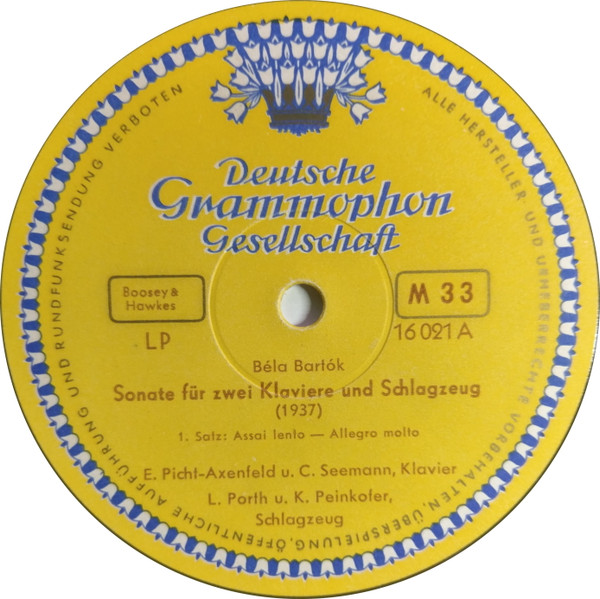 Deutsche
Grammophon
Gesellschaft
Boosey &
Hawkes
LP
M 33
16 021 A
Béla Bartók
Sonate für zwei Klaviere und Schlagzeug
(1937)
1. Satz: Assai lento — Allegro molto
E. Picht-Axenfeld u. C. Seemann, Klavier
L. Porth u. K. Peinkofer,
Schlagzeug
ALLE HERSTELLER- UND URHEBERRECHTE VORBEHALTEN, ÜBERSPIELUNG, ÖFFENTLICHE AUFFÜHRUNG UND RUNDFUNKSENDUNG VERBOTEN